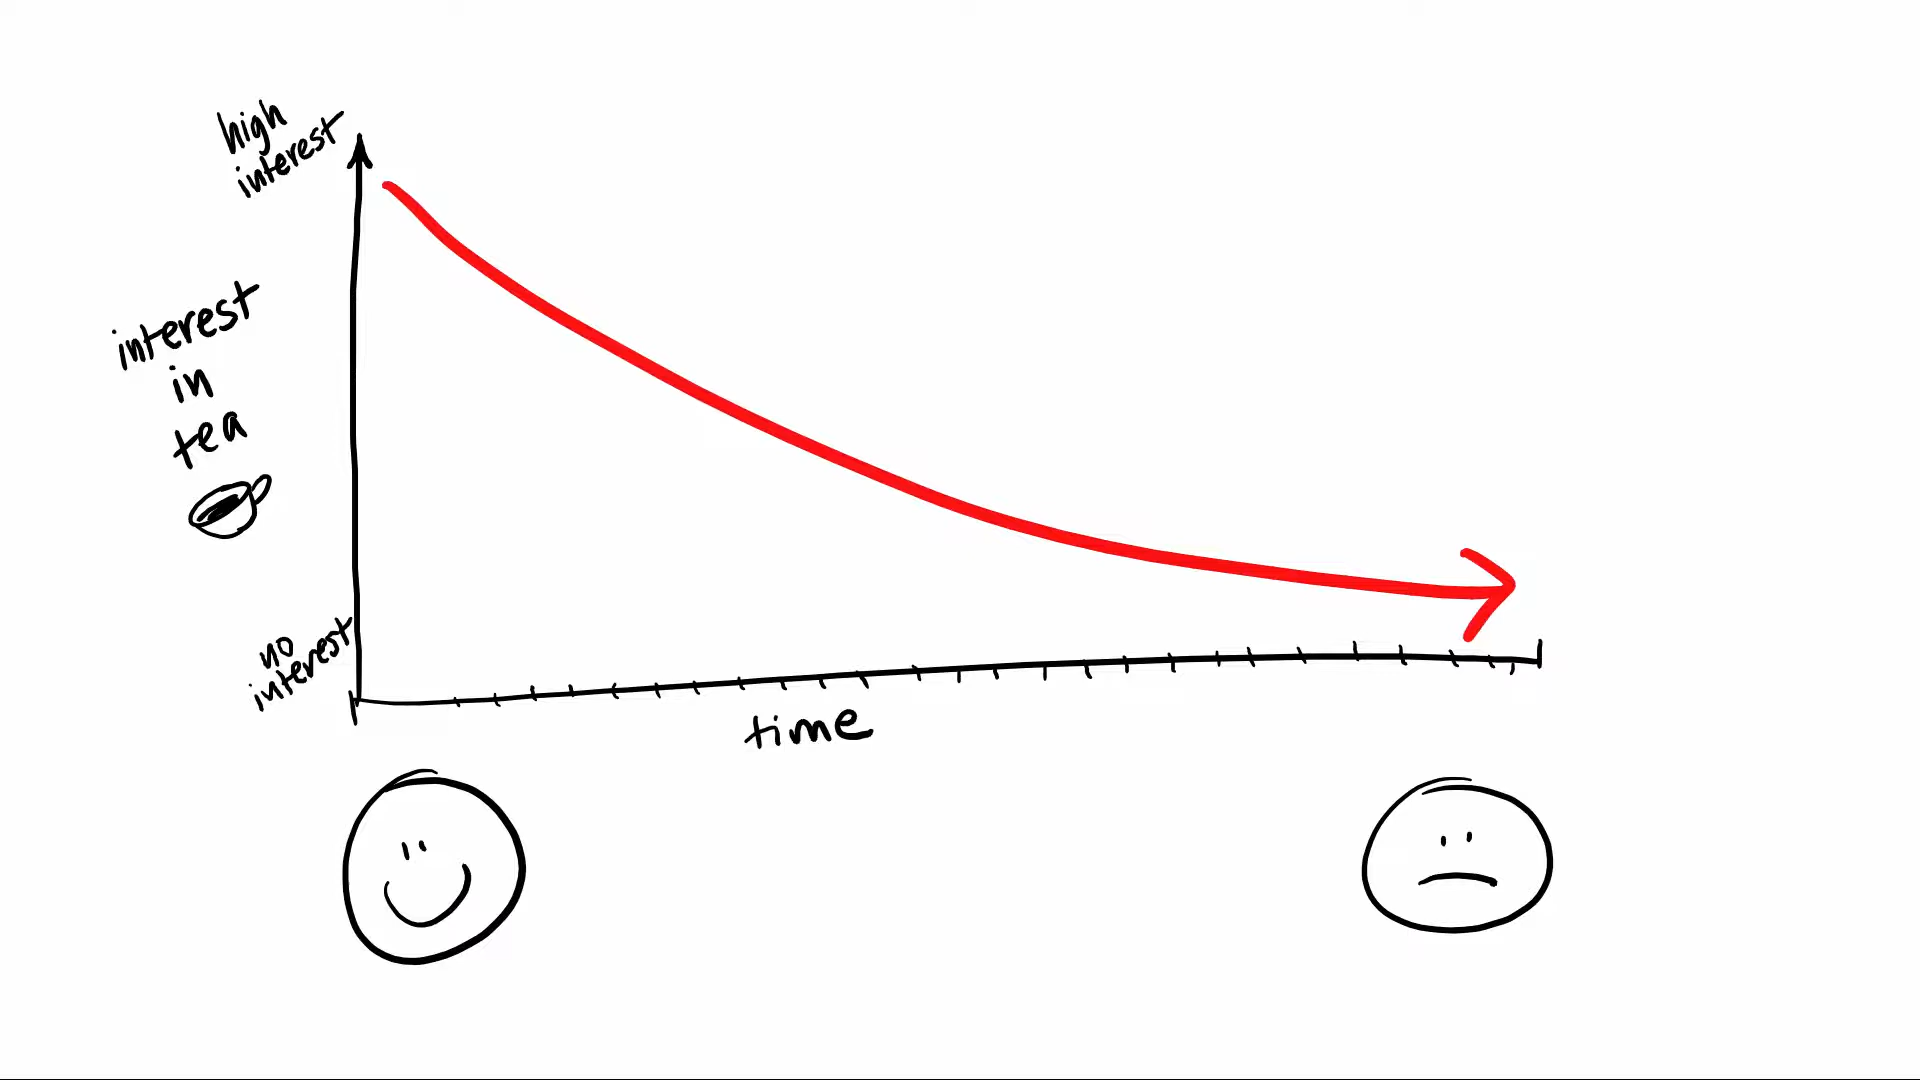 high
interest
interest
in
tea
no
interest
time